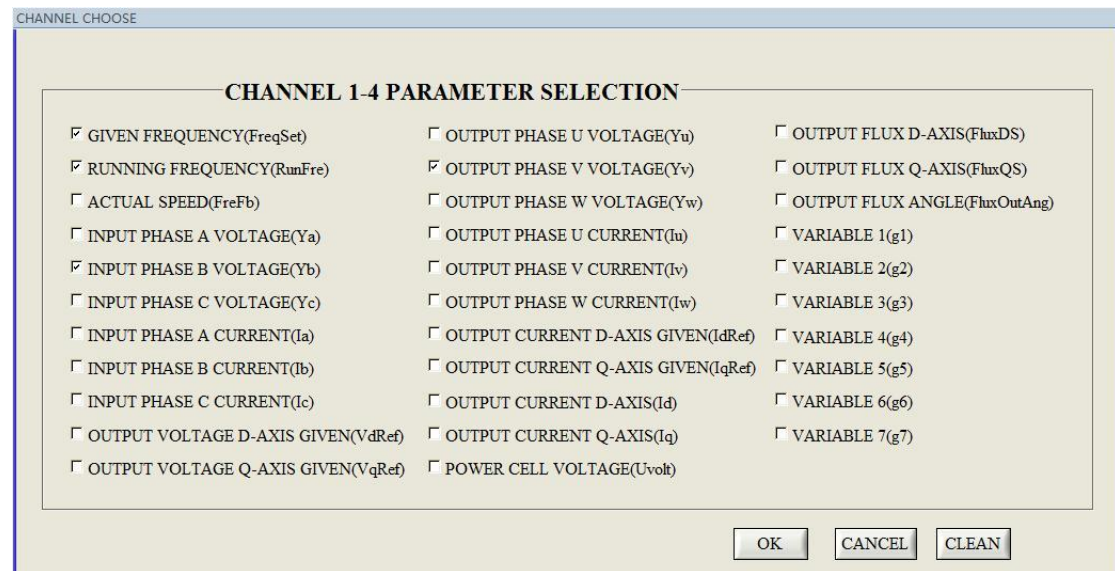 CHANNEL CHOOSE
CHANNEL 1-4 PARAMETER SELECTION
GIVEN FREQUENCY(FreqSet)
RUNNING FREQUENCY(RunFre)
ACTUAL SPEED(FreFb)
INPUT PHASE A VOLTAGE(Ya)
INPUT PHASE B VOLTAGE(Yb)
INPUT PHASE C VOLTAGE(Yc)
INPUT PHASE A CURRENT(Ia)
INPUT PHASE B CURRENT(Ib)
INPUT PHASE C CURRENT(Ic)
OUTPUT VOLTAGE D-AXIS GIVEN(VdRef)
OUTPUT VOLTAGE Q-AXIS GIVEN(VqRef)
OUTPUT PHASE U VOLTAGE(Yu)
OUTPUT PHASE V VOLTAGE(Yv)
OUTPUT PHASE W VOLTAGE(Yw)
OUTPUT PHASE U CURRENT(Iu)
OUTPUT PHASE V CURRENT(Iv)
OUTPUT PHASE W CURRENT(Iw)
OUTPUT CURRENT D-AXIS GIVEN(IdRef)
OUTPUT CURRENT Q-AXIS GIVEN(IqRef)
OUTPUT CURRENT D-AXIS(Id)
OUTPUT CURRENT Q-AXIS(Iq)
POWER CELL VOLTAGE(Uvolt)
OUTPUT FLUX D-AXIS(FluxDS)
OUTPUT FLUX Q-AXIS(FluxQS)
OUTPUT FLUX ANGLE(FluxOutAng)
VARIABLE 1(g1)
VARIABLE 2(g2)
VARIABLE 3(g3)
VARIABLE 4(g4)
VARIABLE 5(g5)
VARIABLE 6(g6)
VARIABLE 7(g7)
OK
CANCEL
CLEAN